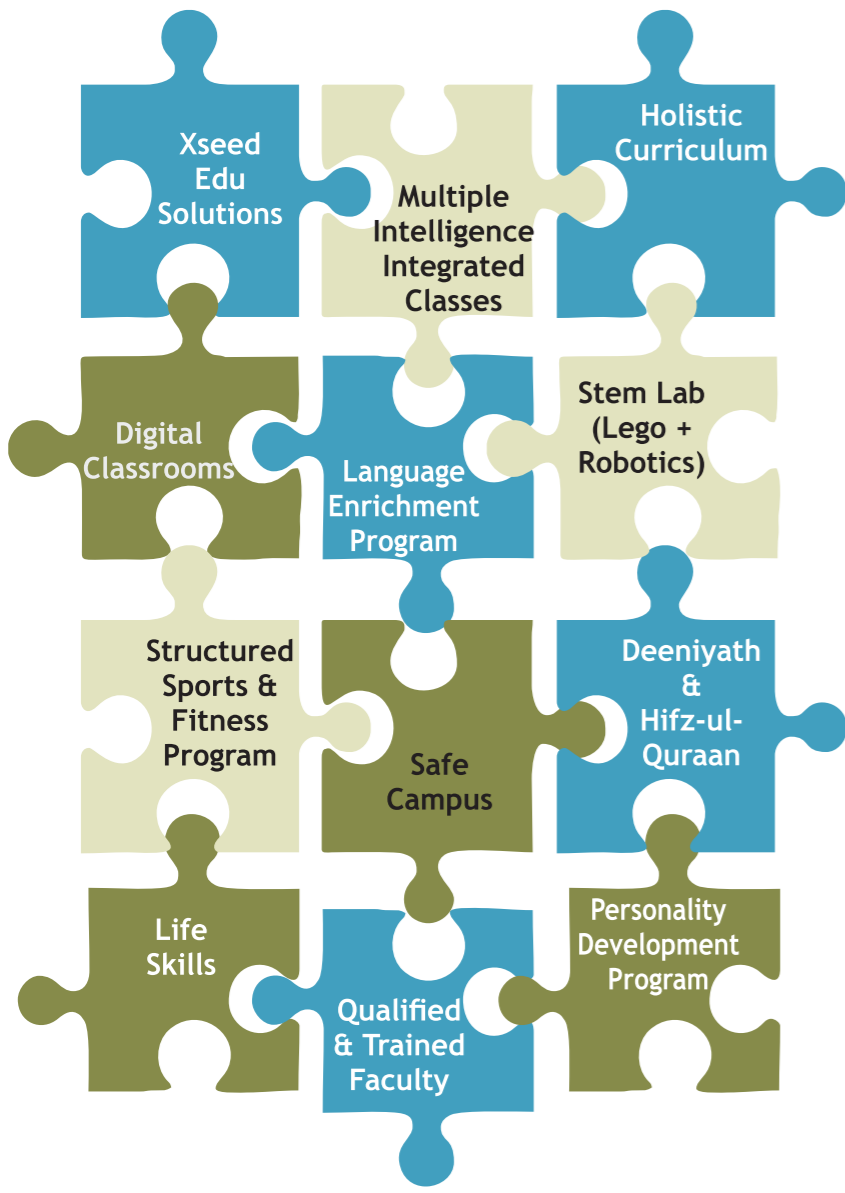 Xseed
Edu
Solutions
Multiple
Intelligence
Integrated
Classes
Holistic
Curriculum
Digital
Classrooms
Language
Enrichment
Program
Stem Lab
(Lego +
Robotics)
Structured
Sports &
Fitness
Program
Safe
Campus
Deeniyath
&
Hifz-ul-
Quraan
Life
Skills
Qualified
& Trained
Faculty
Personality
Development
Program